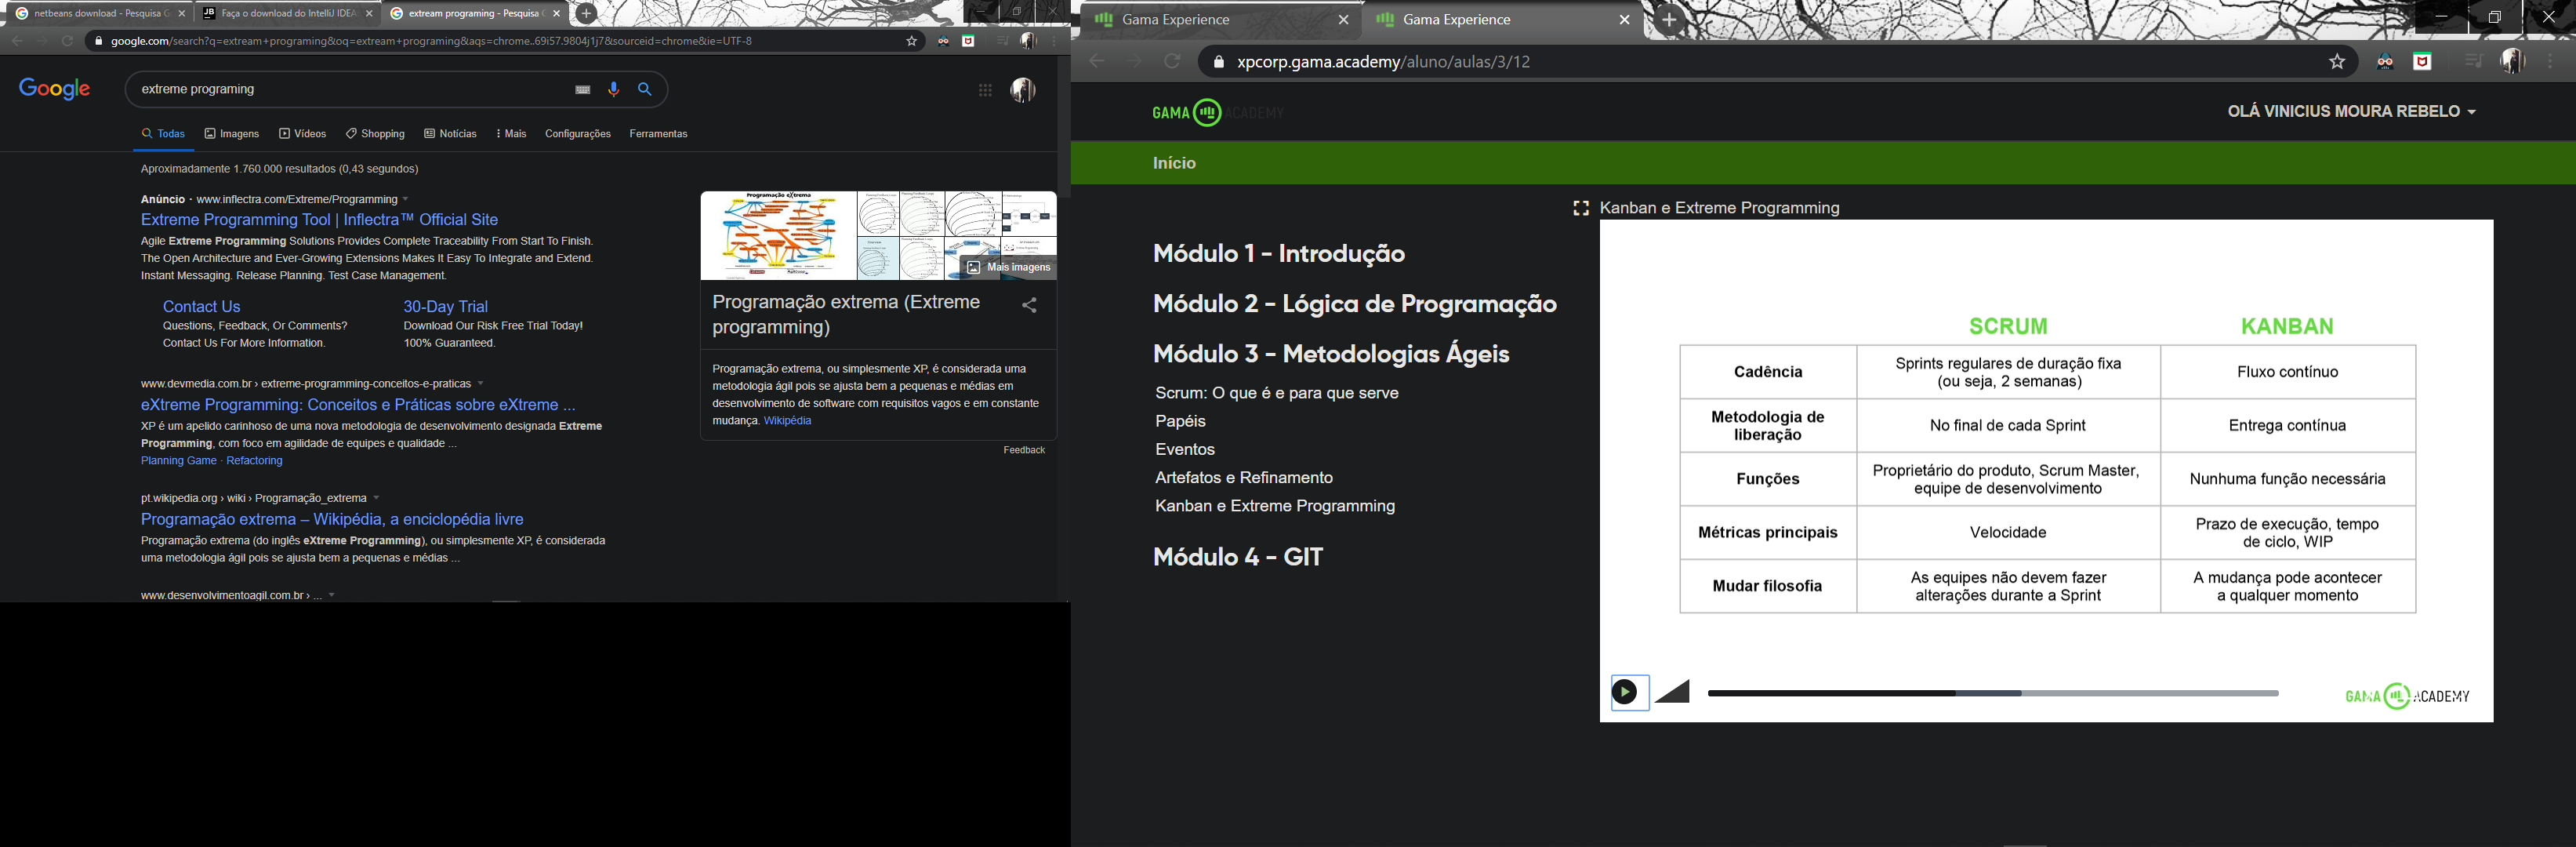 netbeans download - Pesquisa G
Faça o download do IntelliJ IDEA
extream programing - Pesquisa G
google.com/search?q=extream+programing&oq=extream+programing&aqs=chrome..69i57.9804j1j7&sourceid=chrome&ie=UTF-8
Google
extreme programing
Todas
Imagens
Vídeos
Shopping
Notícias
Mais
Configurações
Ferramentas
Aproximadamente 1.760.000 resultados (0,43 segundos)
Anúncio · www.inflectra.com/Extreme/Programming
Extreme Programming Tool | Inflectra™ Official Site
Agile Extreme Programming Solutions Provides Complete Traceability From Start To Finish.
The Open Architecture and Ever-Growing Extensions Makes It Easy To Integrate and Extend.
Instant Messaging. Release Planning. Test Case Management.
Contact Us
Questions, Feedback, Or Comments?
Contact Us For More Information.
30-Day Trial
Download Our Risk Free Trial Today!
100% Guaranteed.
www.devmedia.com.br › extreme-programming-conceitos-e-praticas
eXtreme Programming: Conceitos e Práticas sobre eXtreme ...
XP é um apelido carinhoso de uma nova metodologia de desenvolvimento designada Extreme
Programming, com foco em agilidade de equipes e qualidade ...
Planning Game · Refactoring
pt.wikipedia.org › wiki › Programação_extrema
Programação extrema – Wikipédia, a enciclopédia livre
Programação extrema (do inglês eXtreme Programming), ou simplesmente XP, é considerada
uma metodologia ágil pois se ajusta bem a pequenas e médias ...
www.desenvolvimentoagil.com.br › ...
Programação eXtrema
Mais imagens
Programação extrema (Extreme
programming)
Programação extrema, ou simplesmente XP, é considerada uma
metodologia ágil pois se ajusta bem a pequenas e médias em
desenvolvimento de software com requisitos vagos e em constante
mudança. Wikipédia
Feedback
Gama Experience
Gama Experience
xpcorp.gama.academy/aluno/aulas/3/12
GAMA ACADEMY
OLÁ VINICIUS MOURA REBELO
Início
Módulo 1 - Introdução
Módulo 2 - Lógica de Programação
Módulo 3 - Metodologias Ágeis
Scrum: O que é e para que serve
Papéis
Eventos
Artefatos e Refinamento
Kanban e Extreme Programming
Módulo 4 - GIT
Kanban e Extreme Programming
SCRUM
KANBAN
Cadência
Sprints regulares de duração fixa
(ou seja, 2 semanas)
Fluxo contínuo
Metodologia de
liberação
No final de cada Sprint
Entrega contínua
Funções
Proprietário do produto, Scrum Master,
equipe de desenvolvimento
Nunhuma função necessária
Métricas principais
Velocidade
Prazo de execução, tempo
de ciclo, WIP
Mudar filosofia
As equipes não devem fazer
alterações durante a Sprint
A mudança pode acontecer
a qualquer momento
GAMA ACADEMY